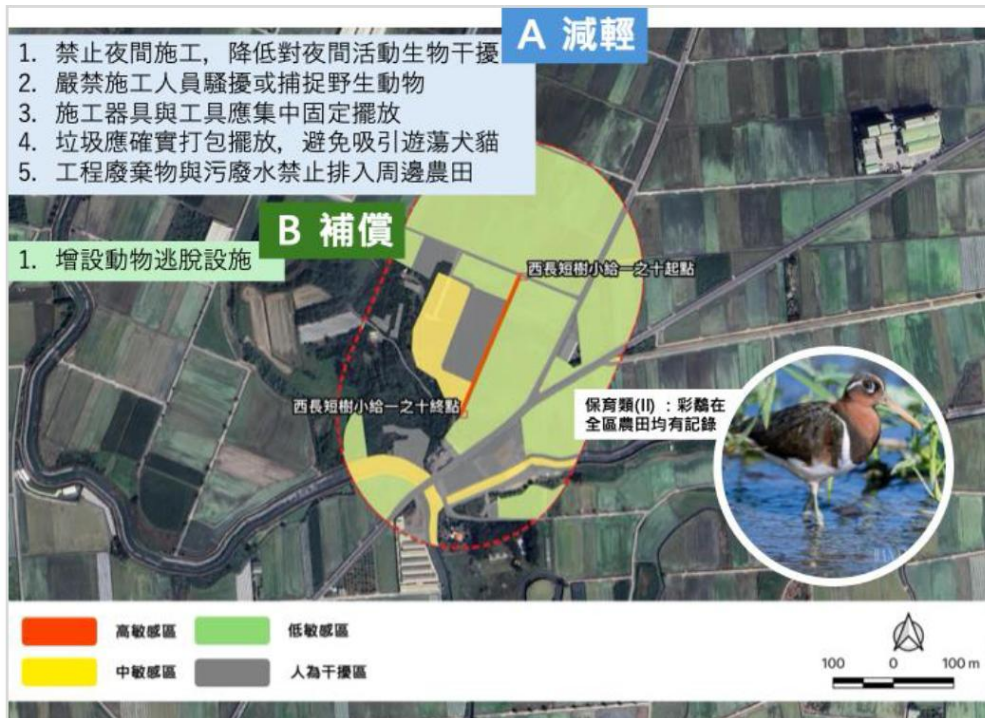 A 減輕
1. 禁止夜間施工，降低對夜間活動生物干擾
2. 嚴禁施工人員騷擾或捕捉野生動物
3. 施工器具與工具應集中固定擺放
4. 垃圾應確實打包擺放，避免吸引遊蕩犬貓
5. 工程廢棄物與污廢水禁止排入周邊農田
B 補償
1. 增設動物逃脫設施
西長短樹小給一之十起點
西長短樹小給一之十終點
保育類(II)：彩鷸在
全區農田均有記錄
高敏感區
低敏感區
中敏感區
人為干擾區
100 0 100 m